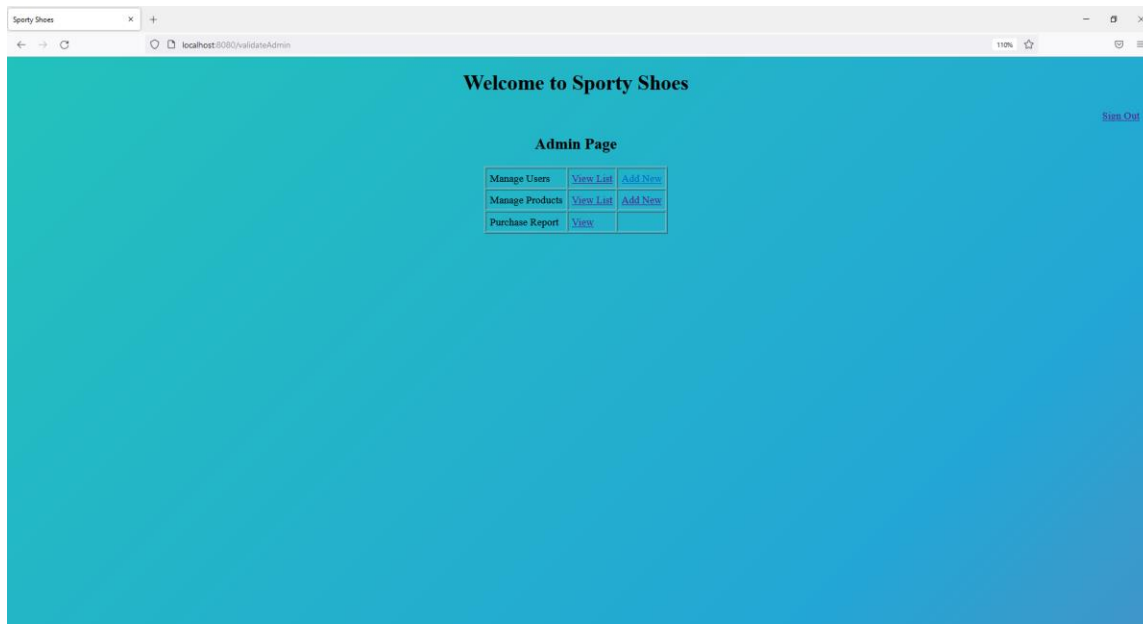 Sporty Shoes
localhost:8080/validateAdmin
110%
Welcome to Sporty Shoes
Sign Out
Admin Page
Manage Users View List Add New
Manage Products View List Add New
Purchase Report View